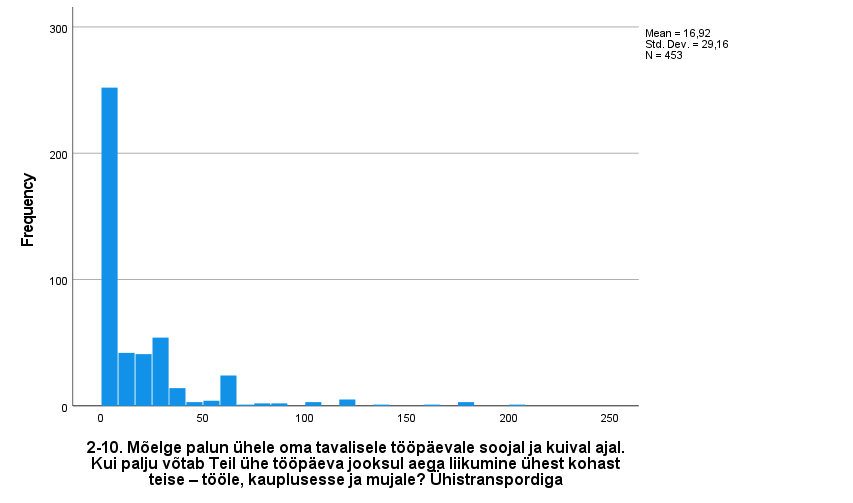 300
200
100
0
Frequency
0 50 100 150 200 250
Mean = 16,92
Std. Dev. = 29,16
N = 453
2-10. Mõelge palun ühele oma tavalisele tööpäevale soojal ja kuival ajal.
Kui palju võtab Teil ühe tööpäeva jooksul aega liikumine ühest kohast
teise – tööle, kauplusesse ja mujale? Ühistranspordiga